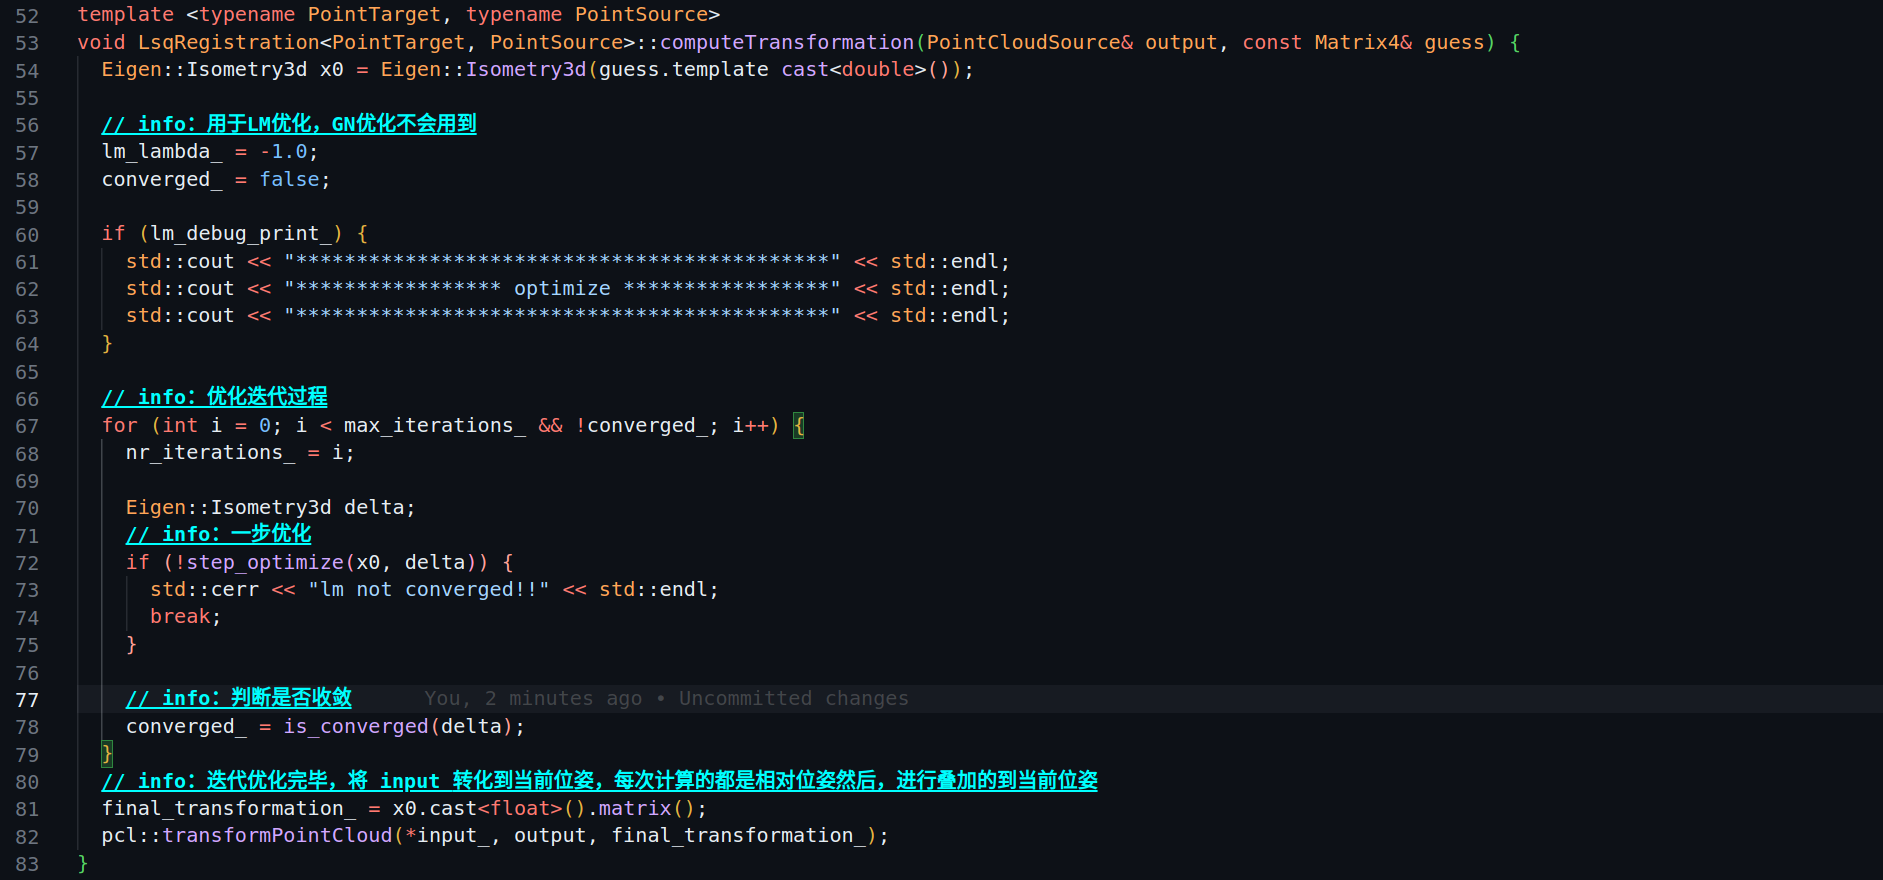 52 template <typename PointTarget, typename PointSource>
53 void LsqRegistration<PointTarget, PointSource>::computeTransformation(PointCloudSource& output, const Matrix4& guess) {
54   Eigen::Isometry3d x0 = Eigen::Isometry3d(guess.template cast<double>());
55
56   // info：用于LM优化，GN优化不会用到
57   lm_lambda_ = -1.0;
58   converged_ = false;
59
60   if (lm_debug_print_) {
61     std::cout << "********************************************" << std::endl;
62     std::cout << "***************** optimize *****************" << std::endl;
63     std::cout << "********************************************" << std::endl;
64   }
65
66   // info：优化迭代过程
67   for (int i = 0; i < max_iterations_ && !converged_; i++) {
68     nr_iterations_ = i;
69
70     Eigen::Isometry3d delta;
71     // info：一步优化
72     if (!step_optimize(x0, delta)) {
73       std::cerr << "lm not converged!!" << std::endl;
74       break;
75     }
76
77     // info：判断是否收敛      You, 2 minutes ago • Uncommitted changes
78     converged_ = is_converged(delta);
79   }
80   // info：迭代优化完毕，将 input 转化到当前位姿，每次计算的都是相对位姿然后，进行叠加的到当前位姿
81   final_transformation_ = x0.cast<float>().matrix();
82   pcl::transformPointCloud(*input_, output, final_transformation_);
83 }